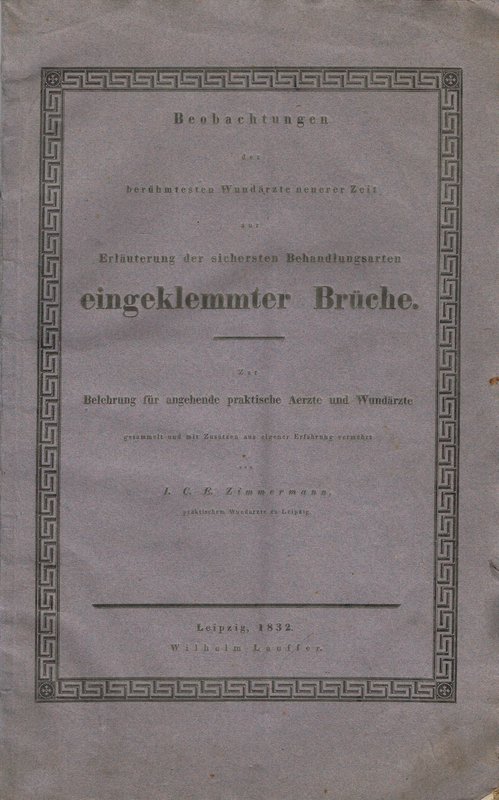 Beobachtungen
der
berühmtesten Wundärzte neuerer Zeit
zur
Erläuterung der sichersten Behandlungsarten
eingeklemmter Brüche.
Zur
Belehrung für angehende praktische Aerzte und Wundärzte
gesammelt und mit Zusätzen aus eigener Erfahrung vermehrt
von
I. C. E. Zimmermann,
praktischem Wundarzte zu Leipzig.
Leipzig, 1832.
Wilhelm Lauffer.